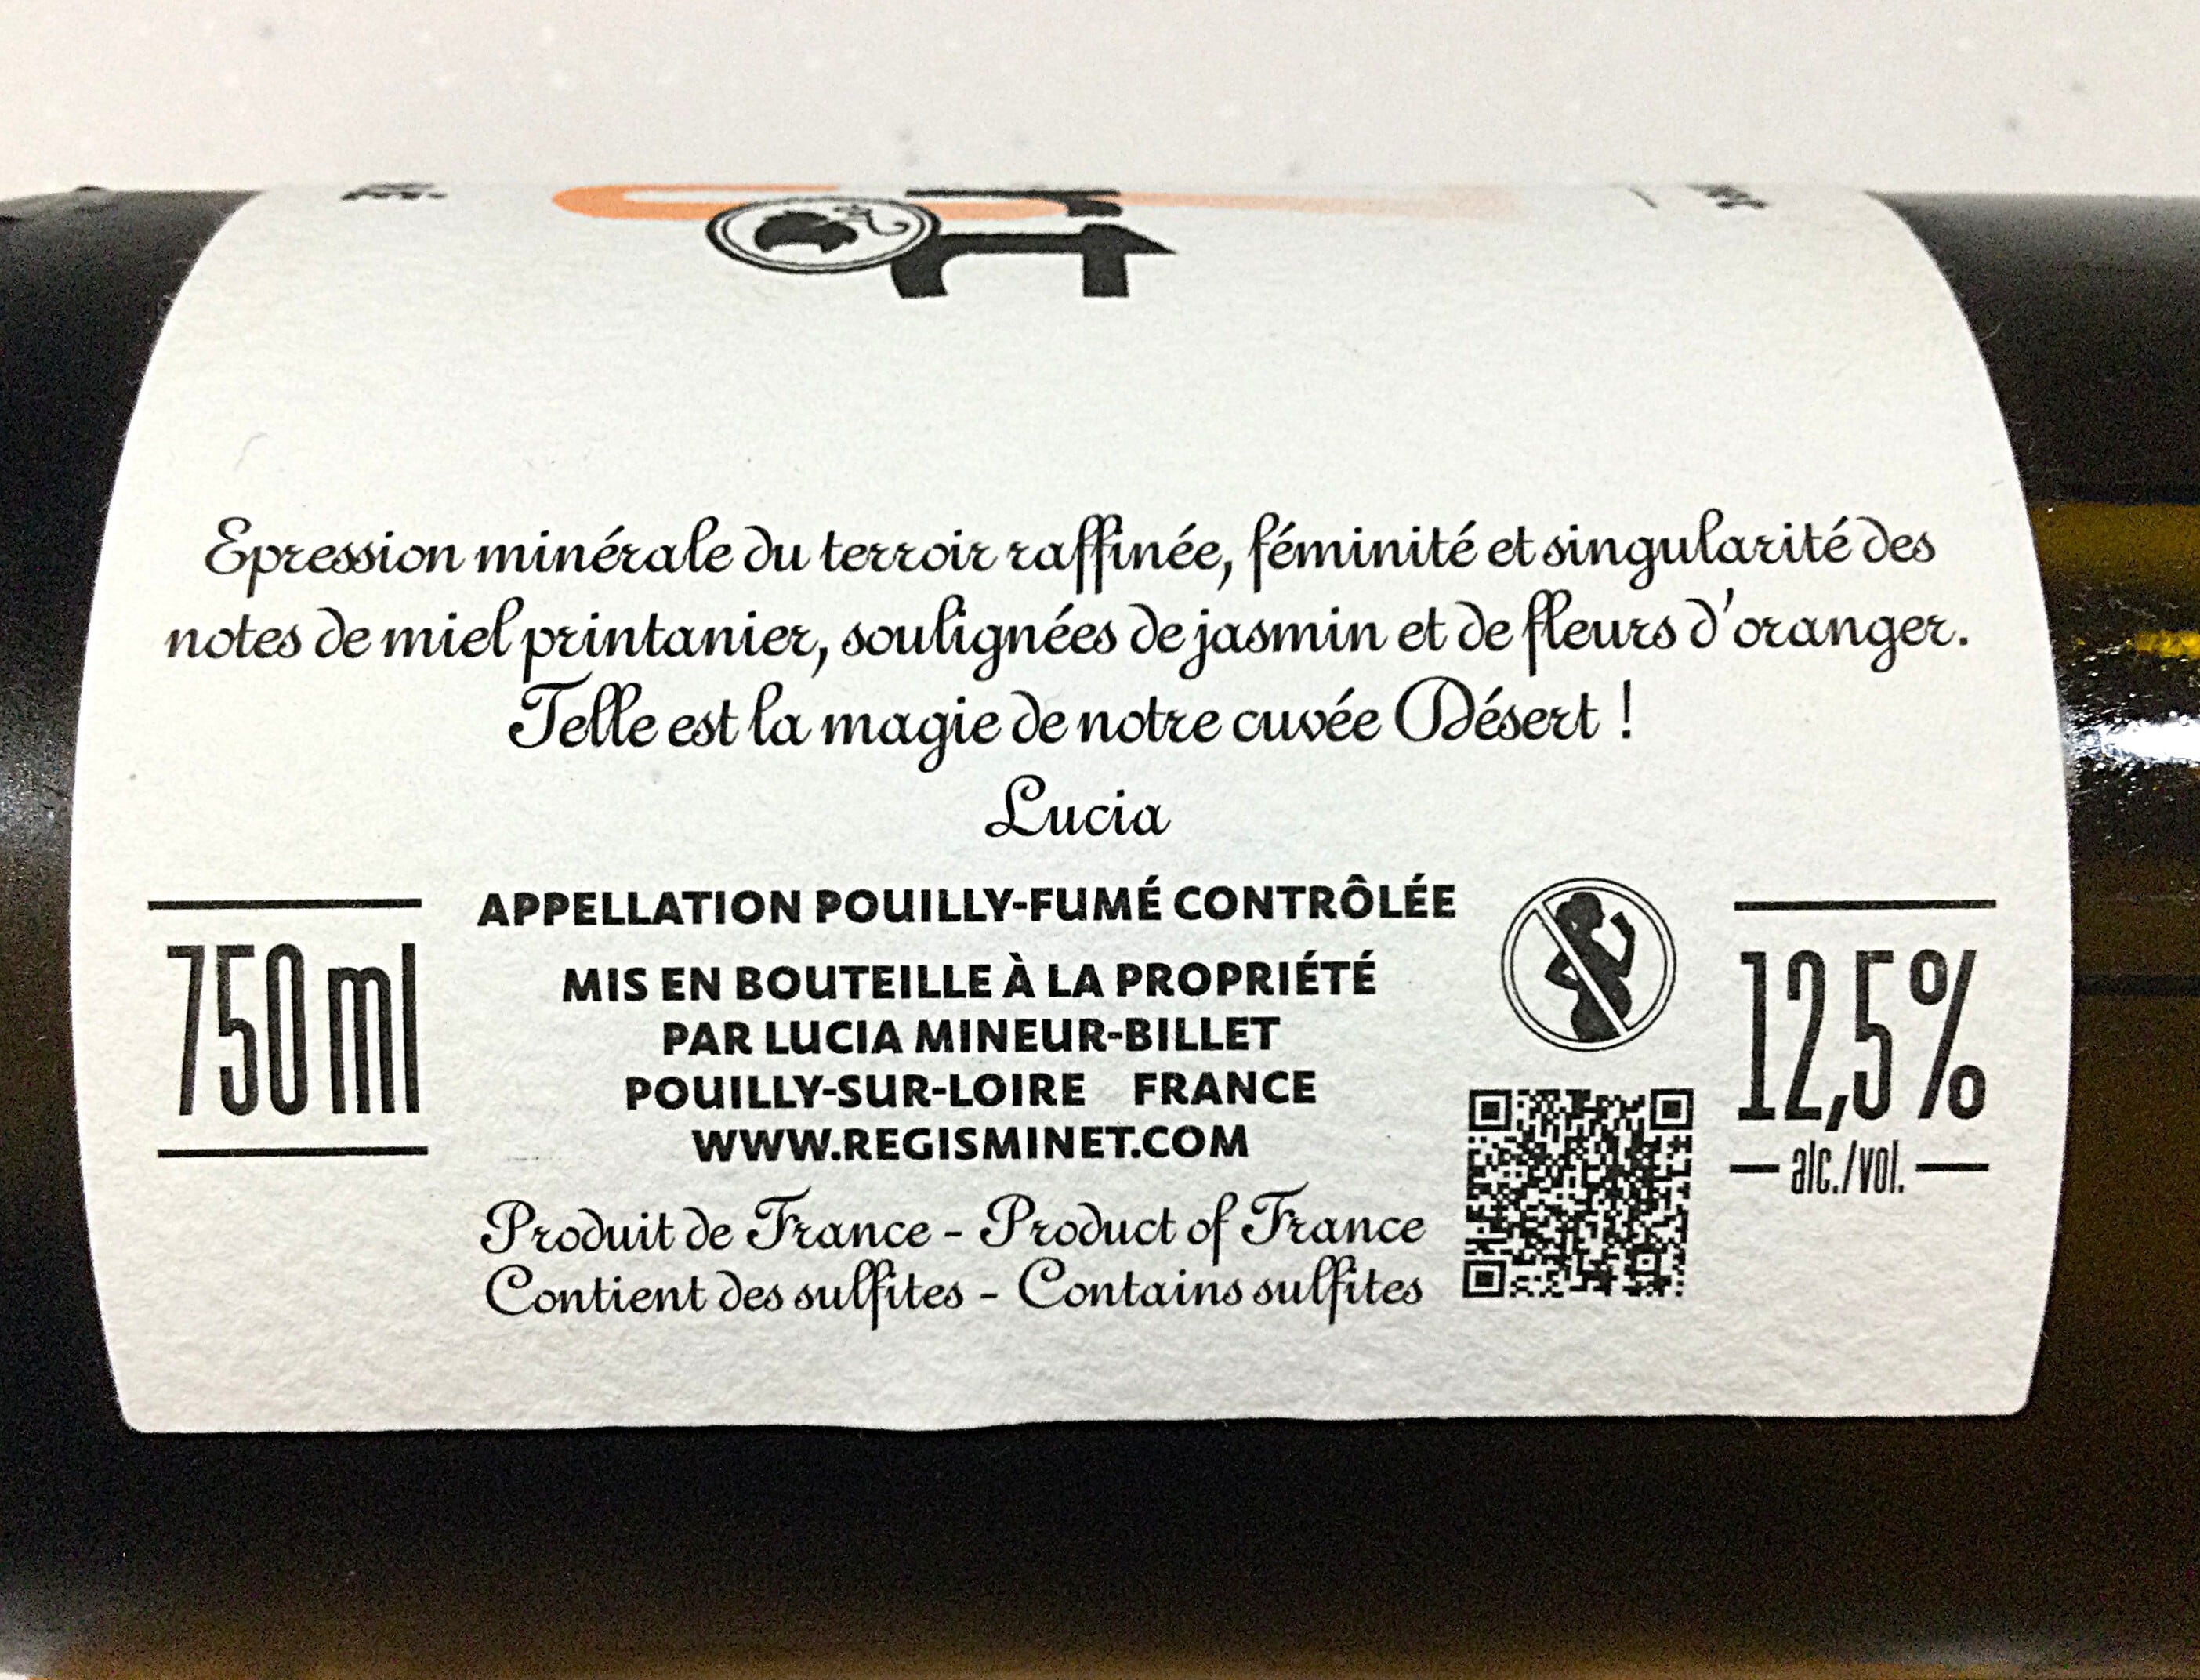 Epression minérale du terroir raffinée, féminité et singularité des
notes de miel printanier, soulignées de jasmin et de fleurs d'oranger.
Telle est la magie de notre cuvée Désert !
Lucia
APPELLATION POUILLY-FUMÉ CONTRÔLÉE
750 ml
MIS EN BOUTEILLE À LA PROPRIÉTÉ
PAR LUCIA MINEUR-BILLET
POUILLY-SUR-LOIRE FRANCE
WWW.REGISMINET.COM
12,5 %
alc./vol.
Produit de France - Product of France
Contient des sulfites - Contains sulfites